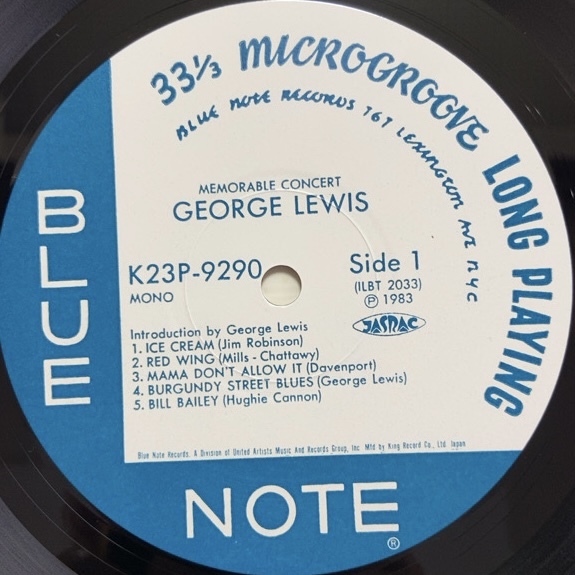 33⅓ MICROGROOVE LONG PLAYING
BLUE NOTE RECORDS 767 LEXINGTON AVE NYC
BLUE
MEMORABLE CONCERT
GEORGE LEWIS
K23P-9290
MONO
Side 1
(ILBT 2033)
Ⓟ 1983
JASRAC
Introduction by George Lewis
1. ICE CREAM (Jim Robinson)
2. RED WING (Mills - Chattawy)
3. MAMA DON'T ALLOW IT (Davenport)
4. BURGUNDY STREET BLUES (George Lewis)
5. BILL BAILEY (Hughie Cannon)
Blue Note Records. A Division of United Artists Music And Records Group, Inc Mfd by King Record Co., Ltd Japan
NOTE®